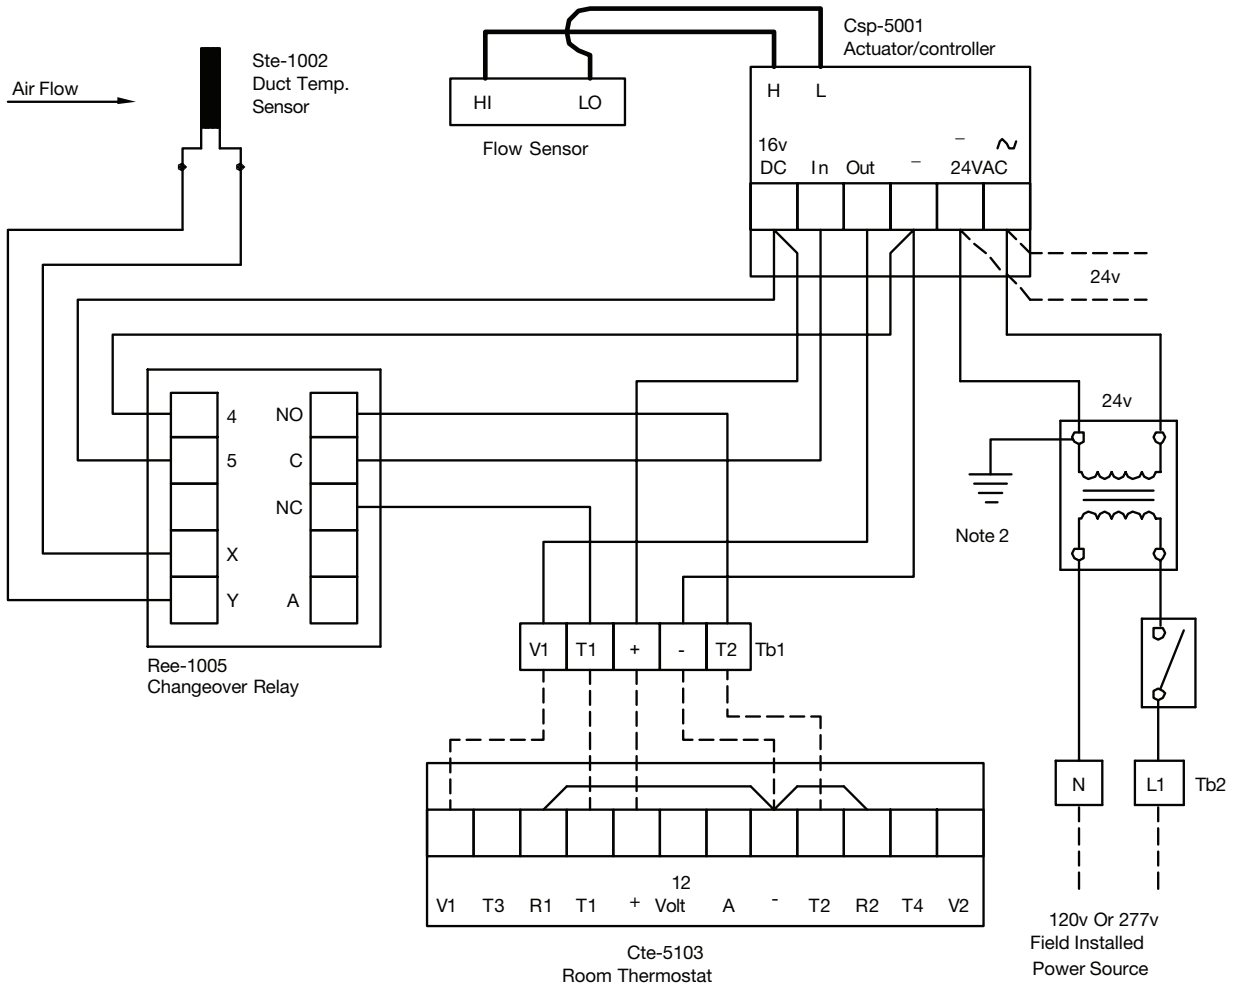 Air Flow
Ste-1002
Duct Temp.
Sensor
HI LO
Flow Sensor
Csp-5001
Actuator/controller
H L
16v
DC In Out – – 24VAC
24v
24v
Note 2
4 NO
5 C
NC
X
Y A
Ree-1005
Changeover Relay
V1 T1 + - T2 Tb1
N L1 Tb2
12
V1 T3 R1 T1 + Volt A - T2 R2 T4 V2
Cte-5103
Room Thermostat
120v Or 277v
Field Installed
Power Source